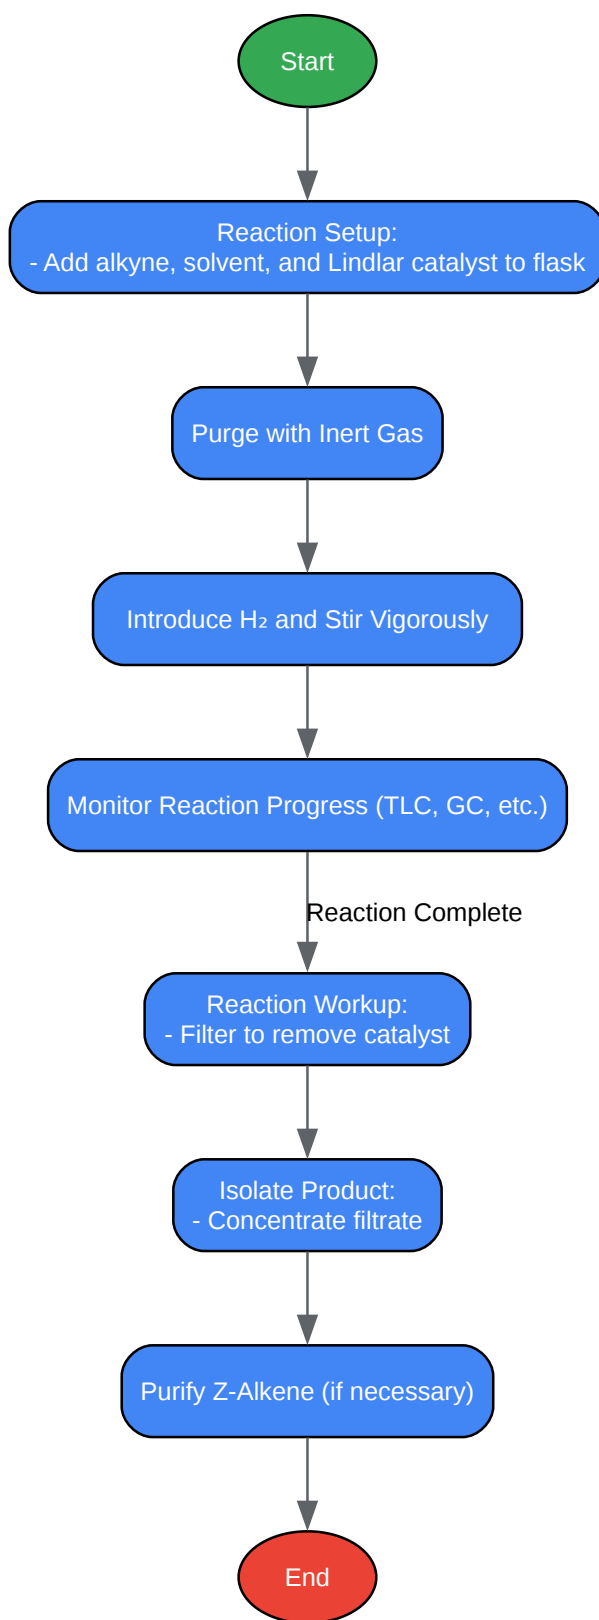 Start
Reaction Setup:
- Add alkyne, solvent, and Lindlar catalyst to flask
Purge with Inert Gas
Introduce H₂ and Stir Vigorously
Monitor Reaction Progress (TLC, GC, etc.)
Reaction Complete
Reaction Workup:
- Filter to remove catalyst
Isolate Product:
- Concentrate filtrate
Purify Z-Alkene (if necessary)
End